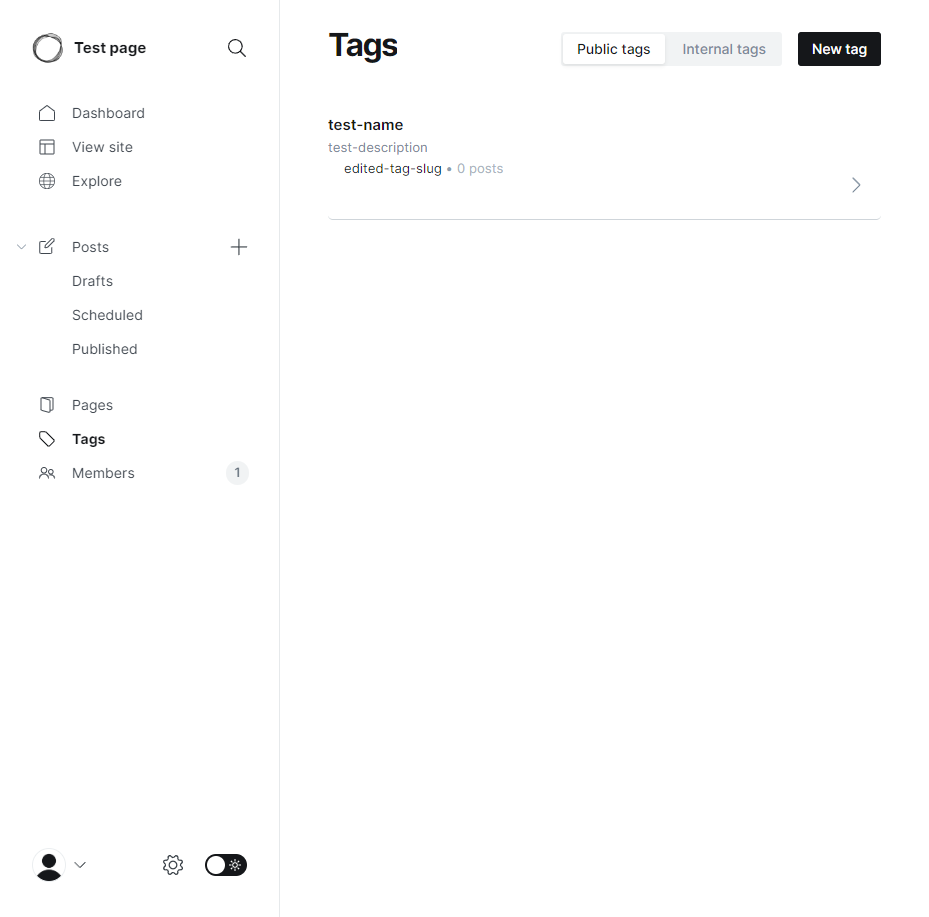 Test page
Dashboard
View site
Explore
Posts
Drafts
Scheduled
Published
Pages
Tags
Members 1
Tags
Public tags Internal tags New tag
test-name
test-description
edited-tag-slug • 0 posts